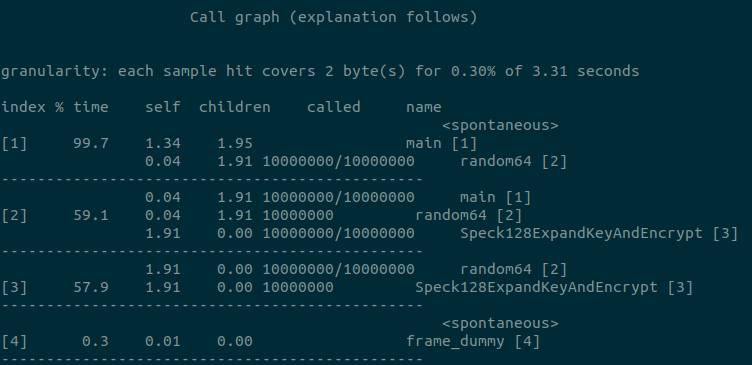 Call graph (explanation follows)
granularity: each sample hit covers 2 byte(s) for 0.30% of 3.31 seconds
index % time    self  children    called     name
                                                 <spontaneous>
[1]     99.7    1.34    1.95                 main [1]
                0.04    1.91 10000000/10000000     random64 [2]
-----------------------------------------------
                0.04    1.91 10000000/10000000     main [1]
[2]     59.1    0.04    1.91 10000000         random64 [2]
                1.91    0.00 10000000/10000000     Speck128ExpandKeyAndEncrypt [3]
-----------------------------------------------
                1.91    0.00 10000000/10000000     random64 [2]
[3]     57.9    1.91    0.00 10000000         Speck128ExpandKeyAndEncrypt [3]
-----------------------------------------------
                                                 <spontaneous>
[4]      0.3    0.01    0.00                 frame_dummy [4]
-----------------------------------------------